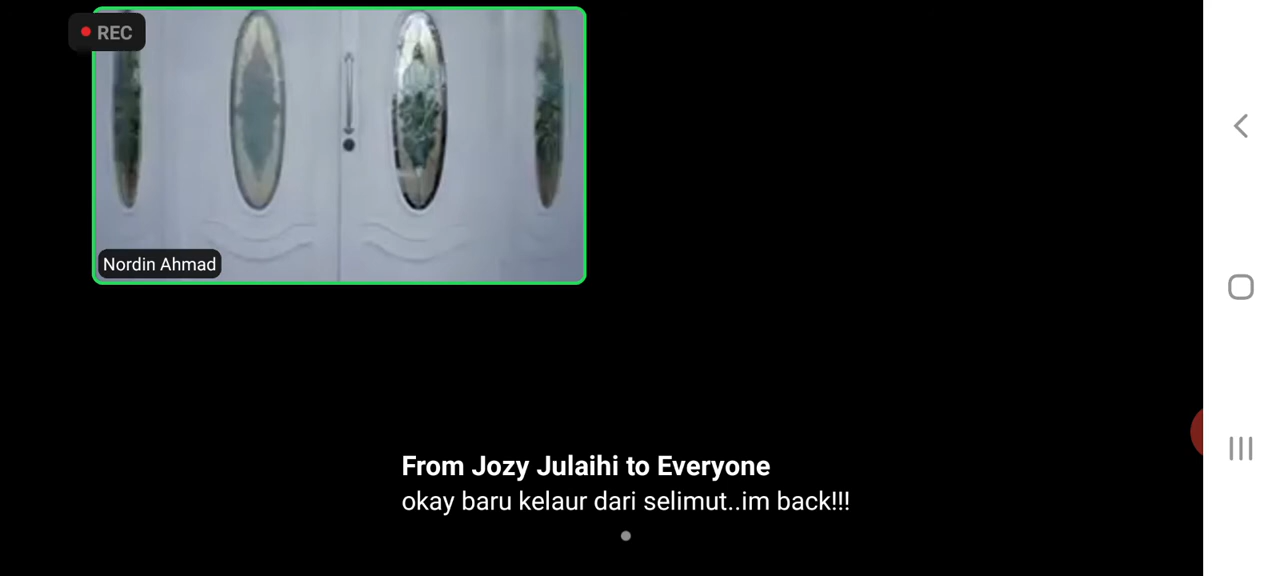 REC
Nordin Ahmad
From Jozy Julaihi to Everyone
okay baru kelaur dari selimut..im back!!!